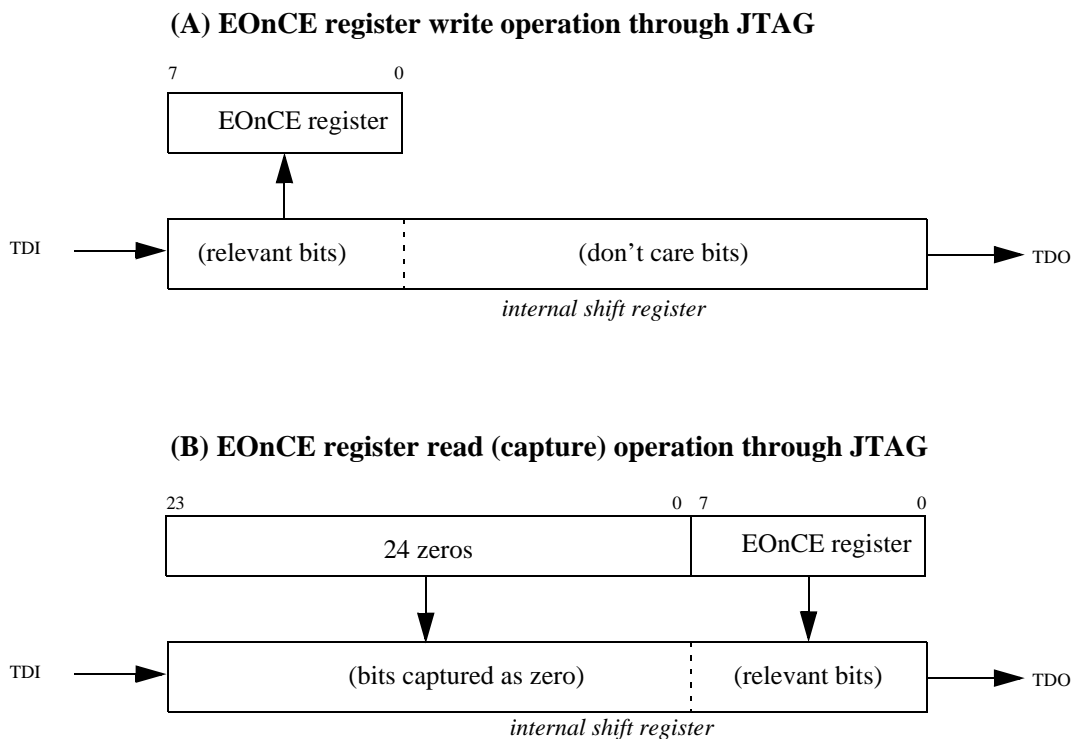 (A) EOnCE register write operation through JTAG
7 0
EOnCE register
TDI (relevant bits) (don't care bits) TDO
internal shift register
(B) EOnCE register read (capture) operation through JTAG
23 0 7 0
24 zeros EOnCE register
TDI (bits captured as zero) (relevant bits) TDO
internal shift register